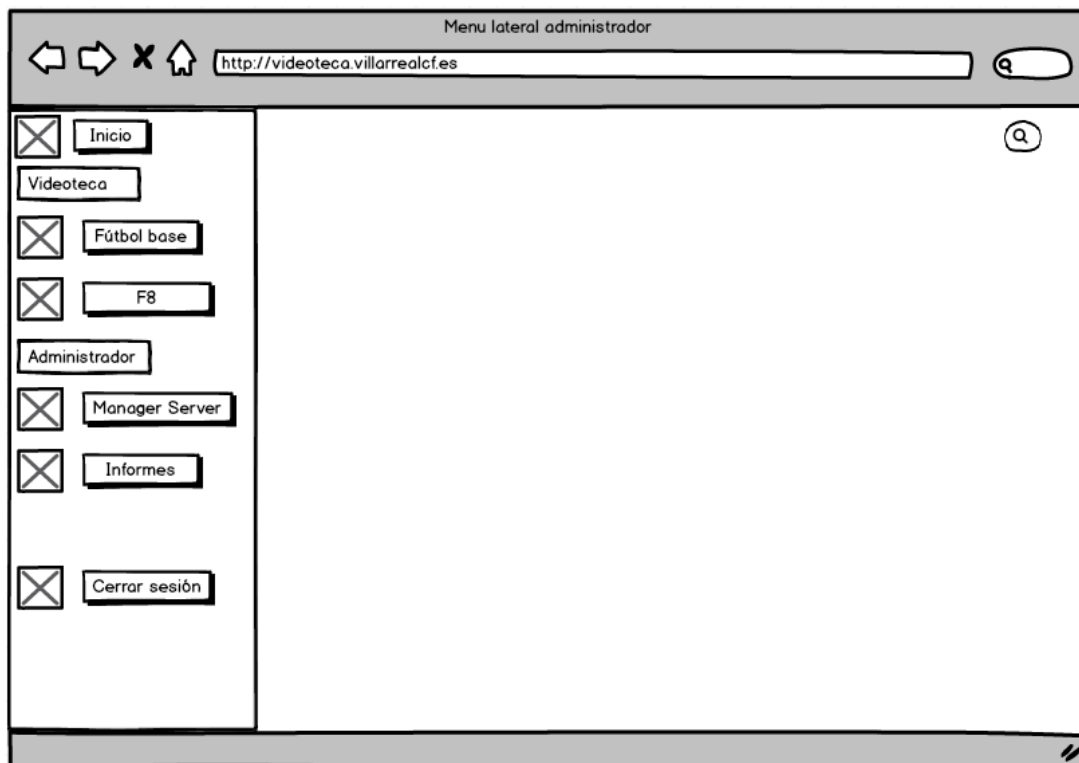 Menu lateral administrador
http://videoteca.villarrealcf.es
Inicio
Videoteca
Fútbol base
F8
Administrador
Manager Server
Informes
Cerrar sesión